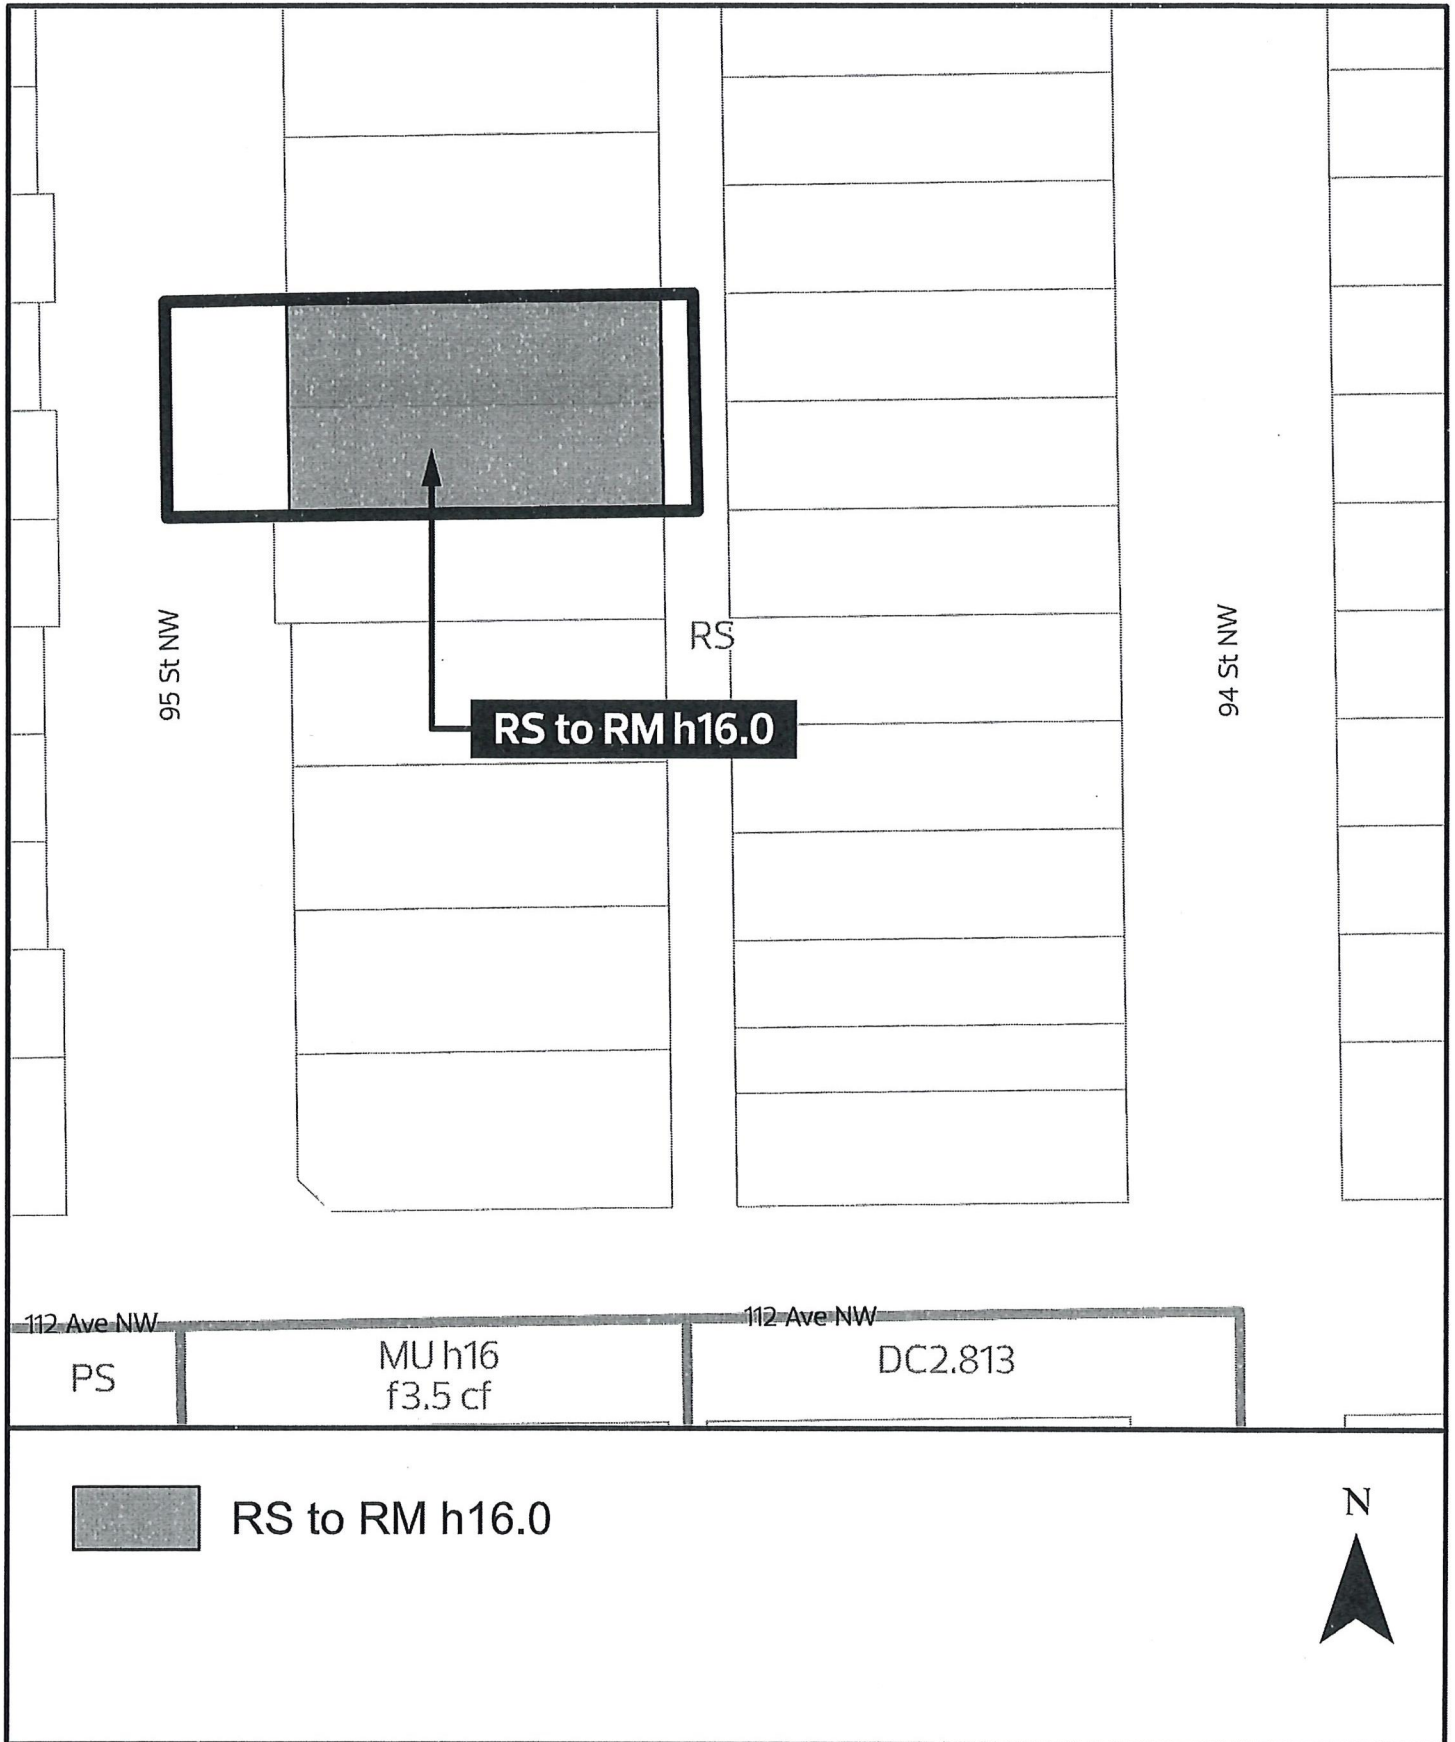 95 St NW
RS
94 St NW
RS to RM h16.0
112 Ave NW
112 Ave NW
PS
MU h16
f3.5 cf
DC2.813
RS to RM h16.0
N